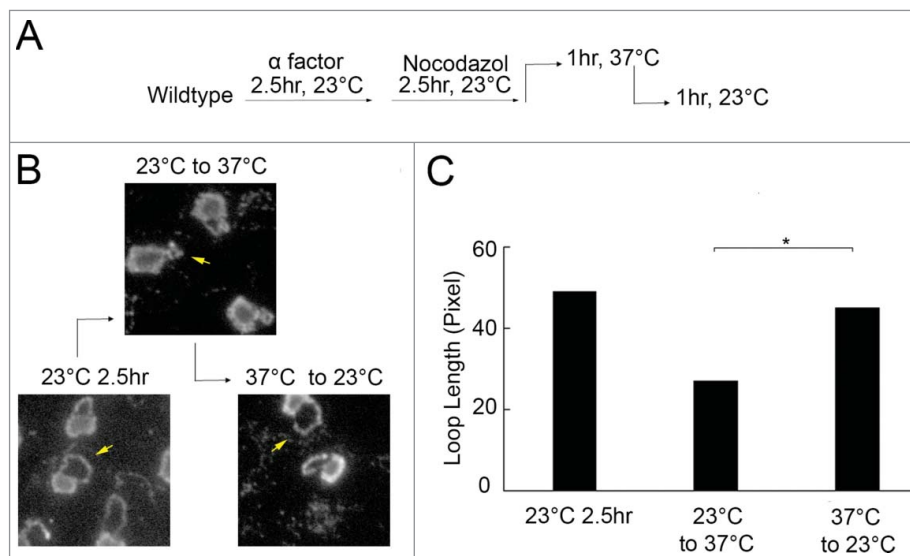 A
α factor
Wildtype 2.5hr, 23°C
Nocodazol
2.5hr, 23°C
1hr, 37°C
1hr, 23°C
B
23°C to 37°C
23°C 2.5hr
37°C to 23°C
C
Loop Length (Pixel)
60
40
20
0
*
23°C 2.5hr
23°C
to 37°C
37°C
to 23°C